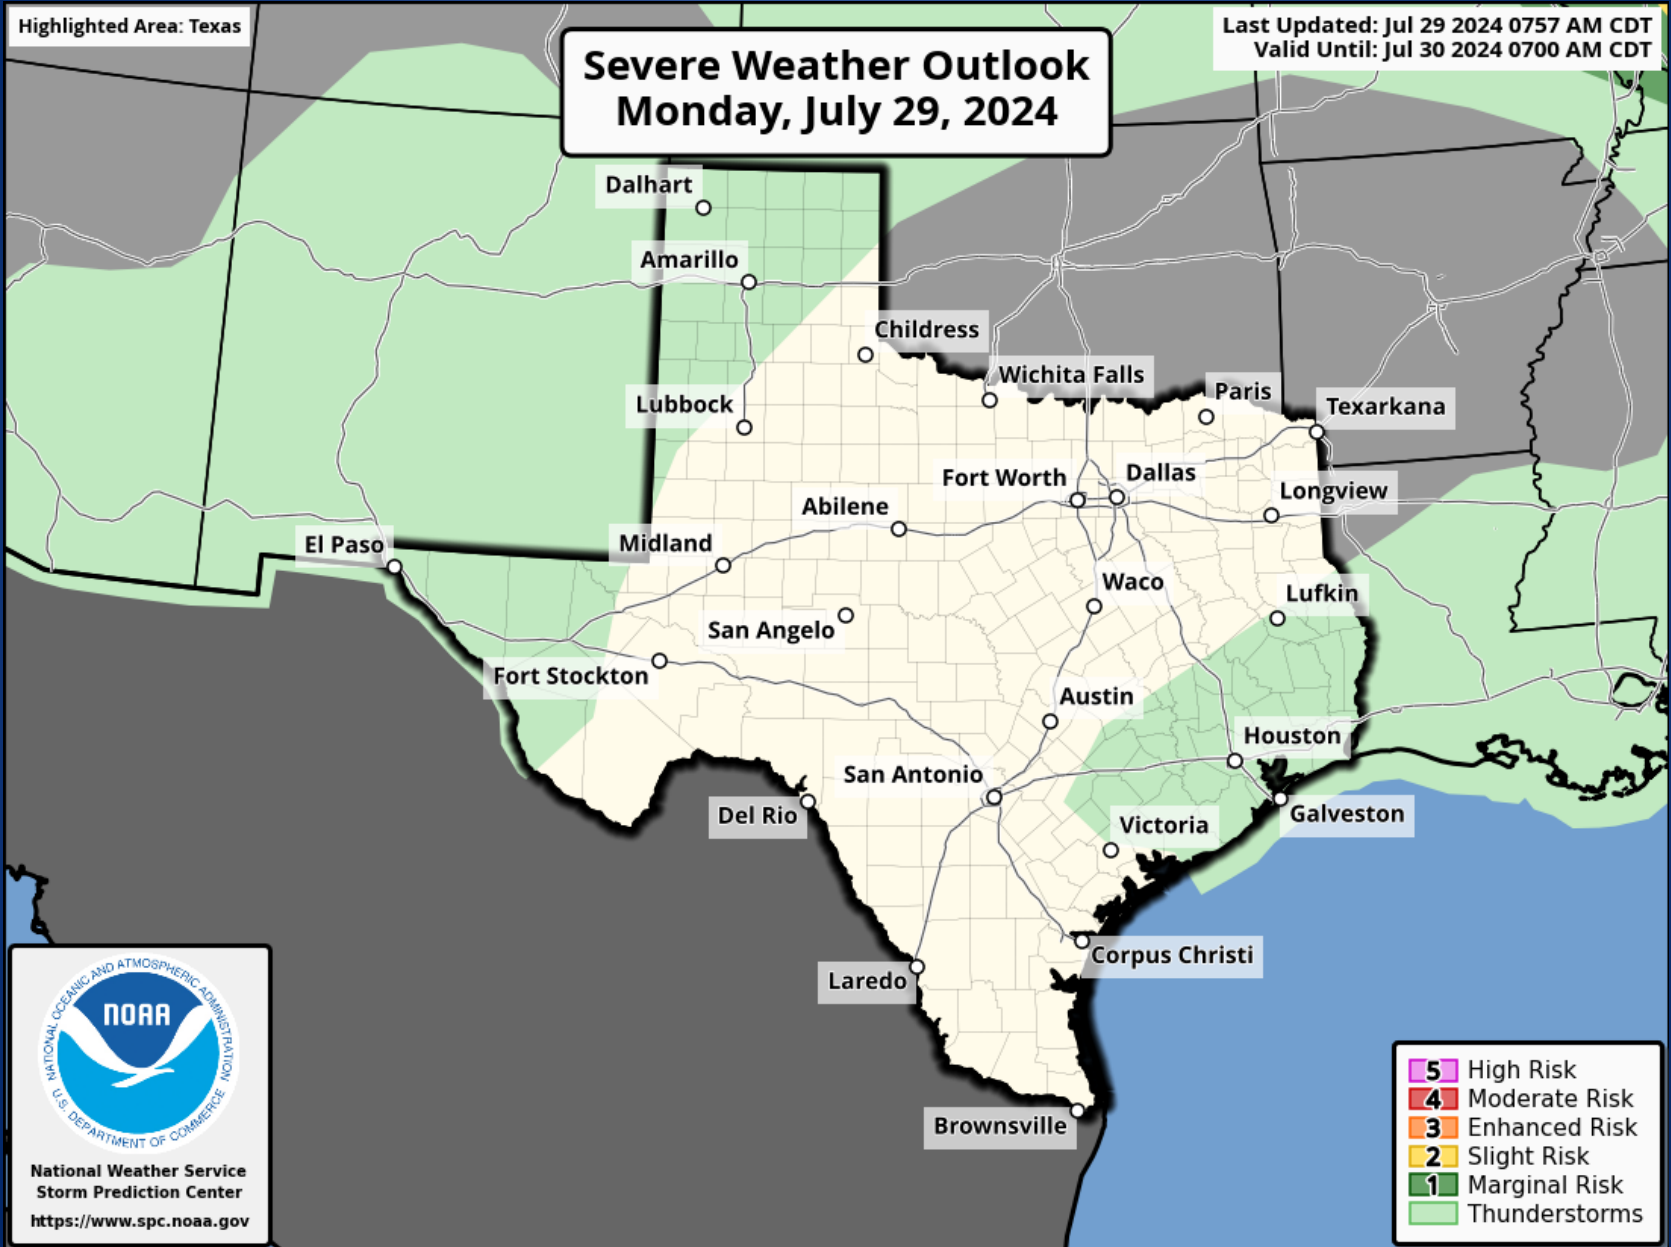 Highlighted Area: Texas
Severe Weather Outlook
Monday, July 29, 2024
Last Updated: Jul 29 2024 0757 AM CDT
Valid Until: Jul 30 2024 0700 AM CDT
Dalhart
Amarillo
Childress
Wichita Falls
Paris
Texarkana
Lubbock
Fort Worth
Dallas
Longview
Abilene
El Paso
Midland
Waco
Lufkin
San Angelo
Fort Stockton
Austin
Houston
San Antonio
Del Rio
Galveston
Victoria
Corpus Christi
Laredo
Brownsville
NATIONAL OCEANIC AND ATMOSPHERIC ADMINISTRATION
NOAA
U.S. DEPARTMENT OF COMMERCE
National Weather Service
Storm Prediction Center
https://www.spc.noaa.gov
5 High Risk
4 Moderate Risk
3 Enhanced Risk
2 Slight Risk
1 Marginal Risk
Thunderstorms